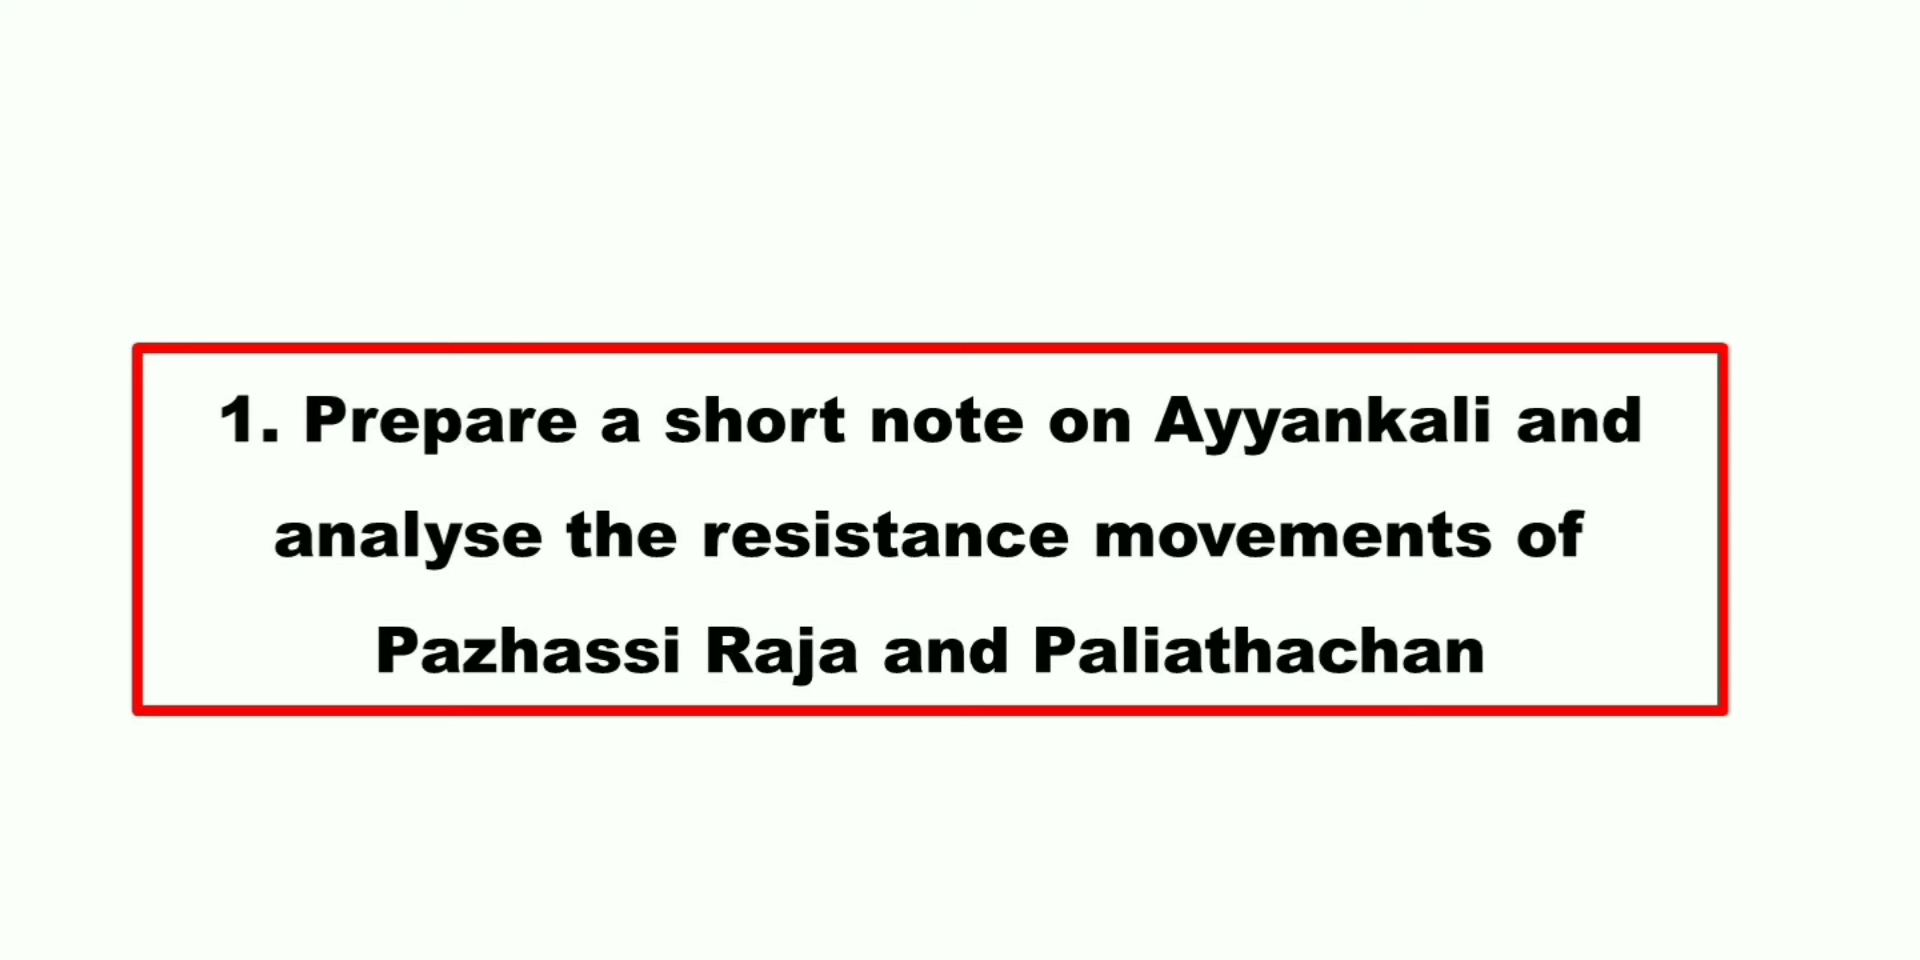 1. Prepare a short note on Ayyankali and
analyse the resistance movements of
Pazhassi Raja and Paliathachan